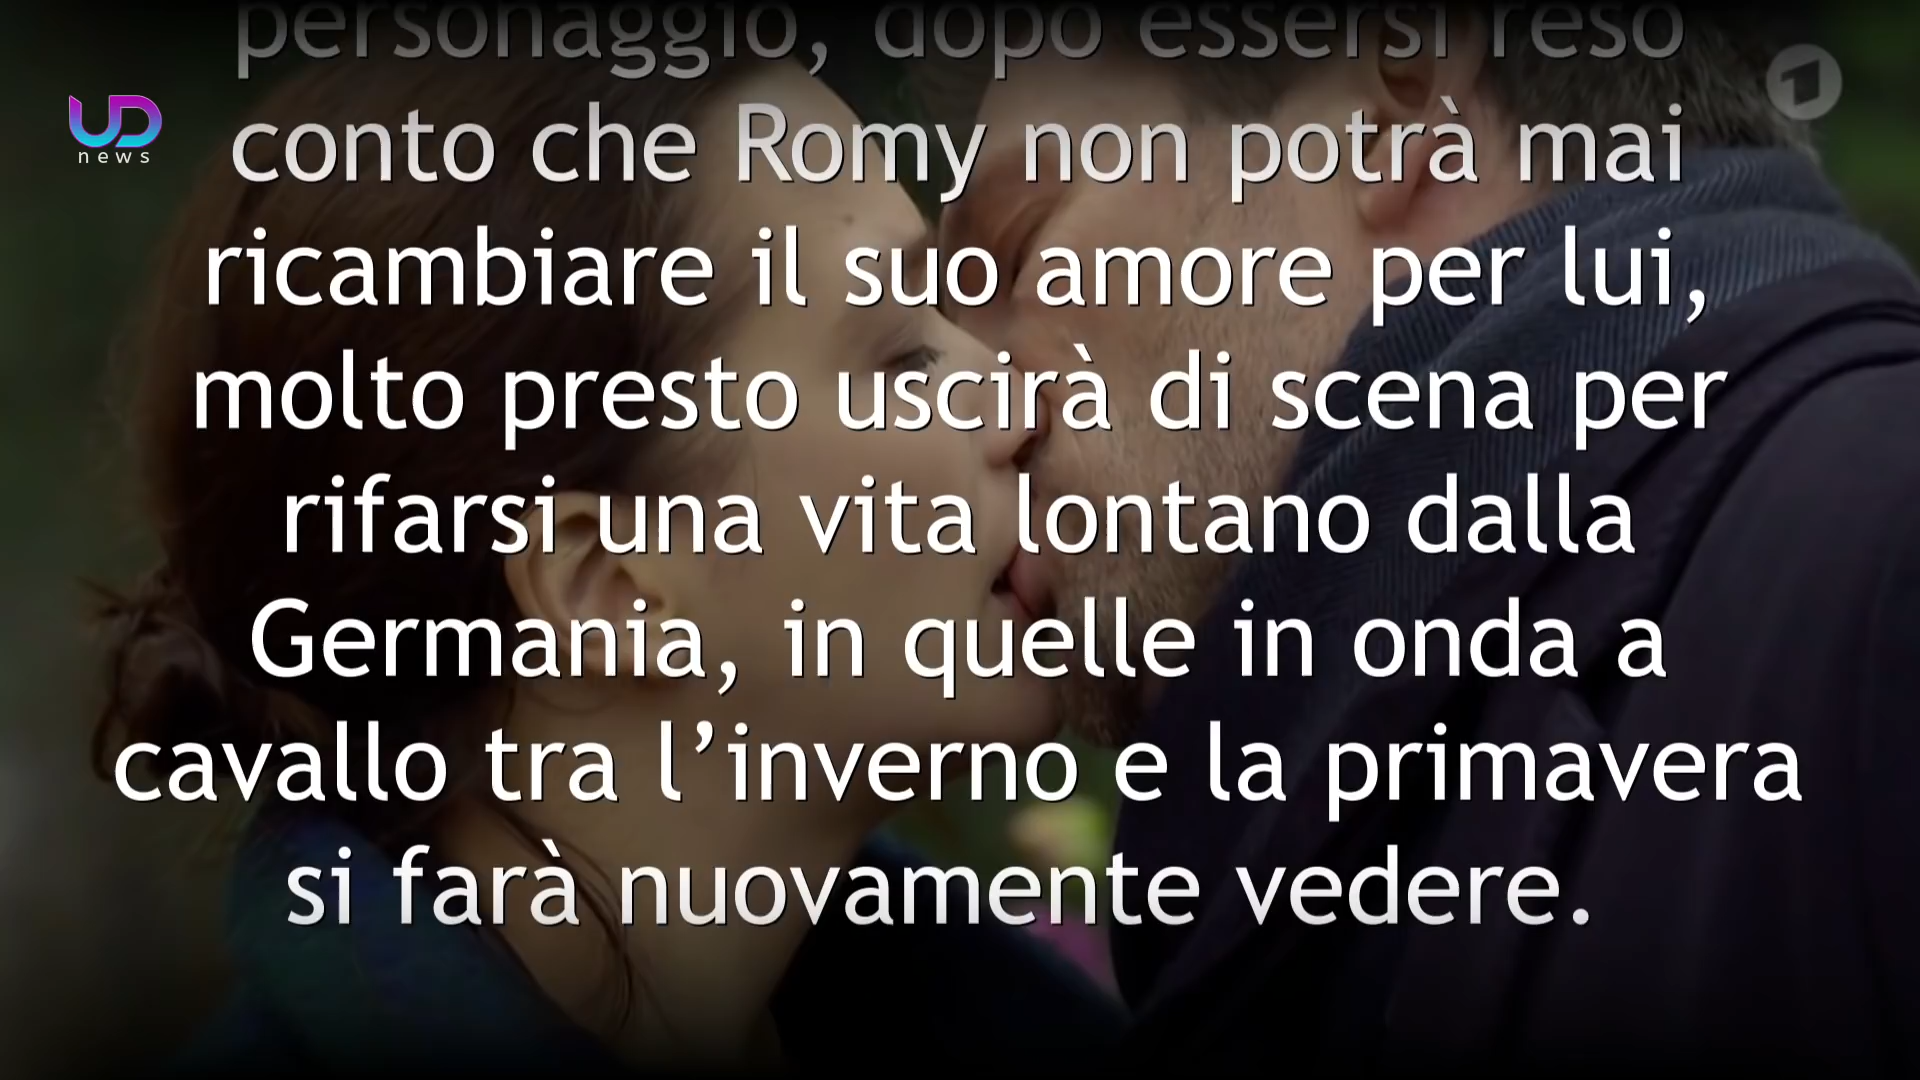 personaggio, dopo essersi reso
UD
news
conto che Romy non potrà mai
ricambiare il suo amore per lui,
molto presto uscirà di scena per
rifarsi una vita lontano dalla
Germania, in quelle in onda a
cavallo tra l’inverno e la primavera
si farà nuovamente vedere.
1